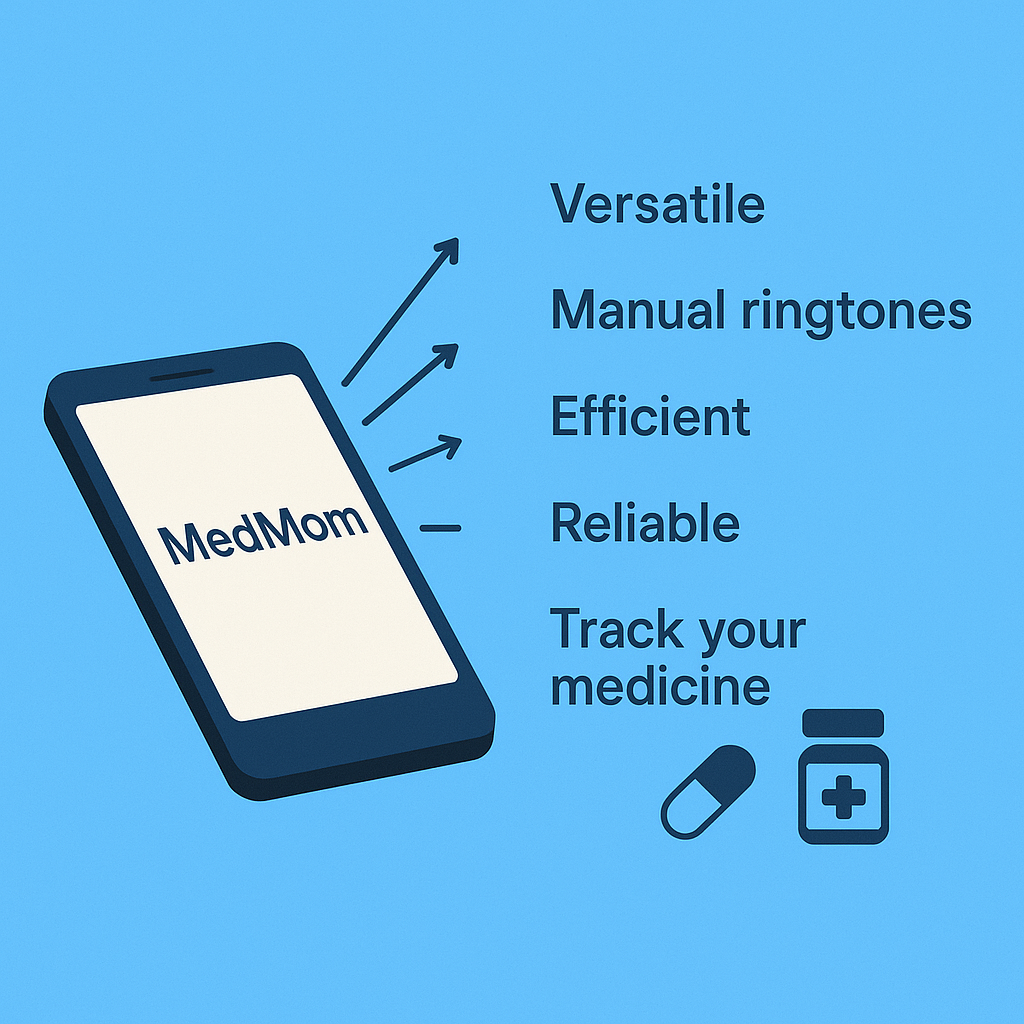 MedMom
Versatile
Manual ringtones
Efficient
Reliable
Track your
medicine